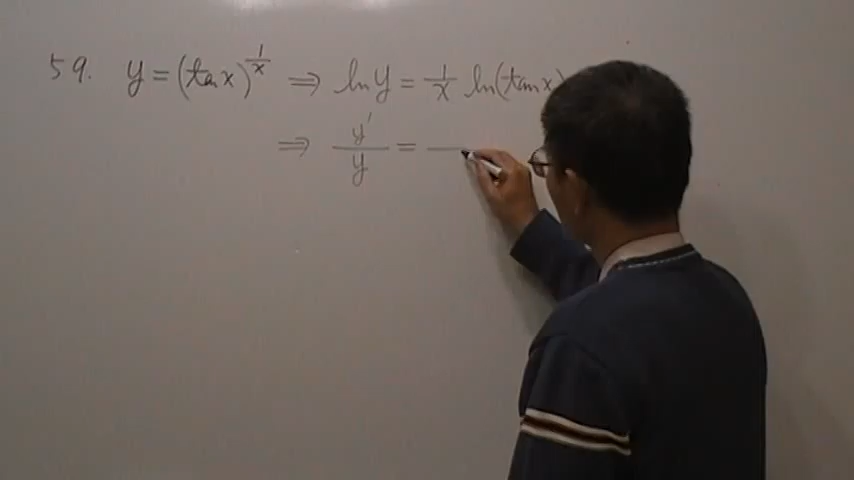 59. y = (tan x)^{1/x} ⇒ ln y = 1/x ln(tan x)
⇒ y'/y =